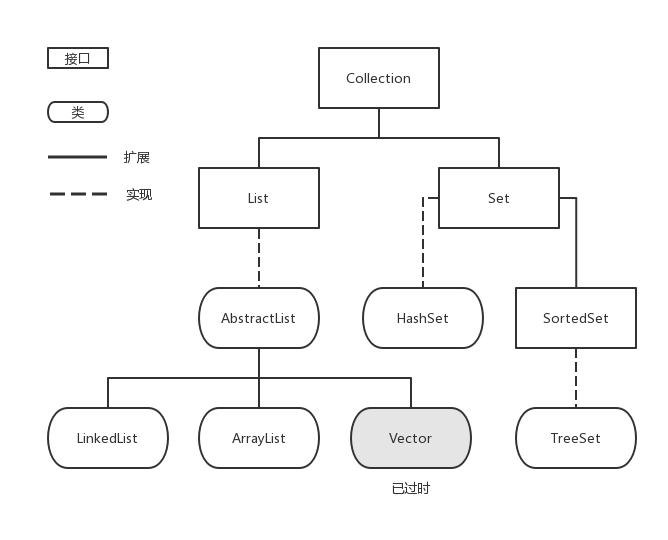 接口
Collection
类
扩展
实现
List
Set
AbstractList
HashSet
SortedSet
LinkedList
ArrayList
Vector
TreeSet
已过时